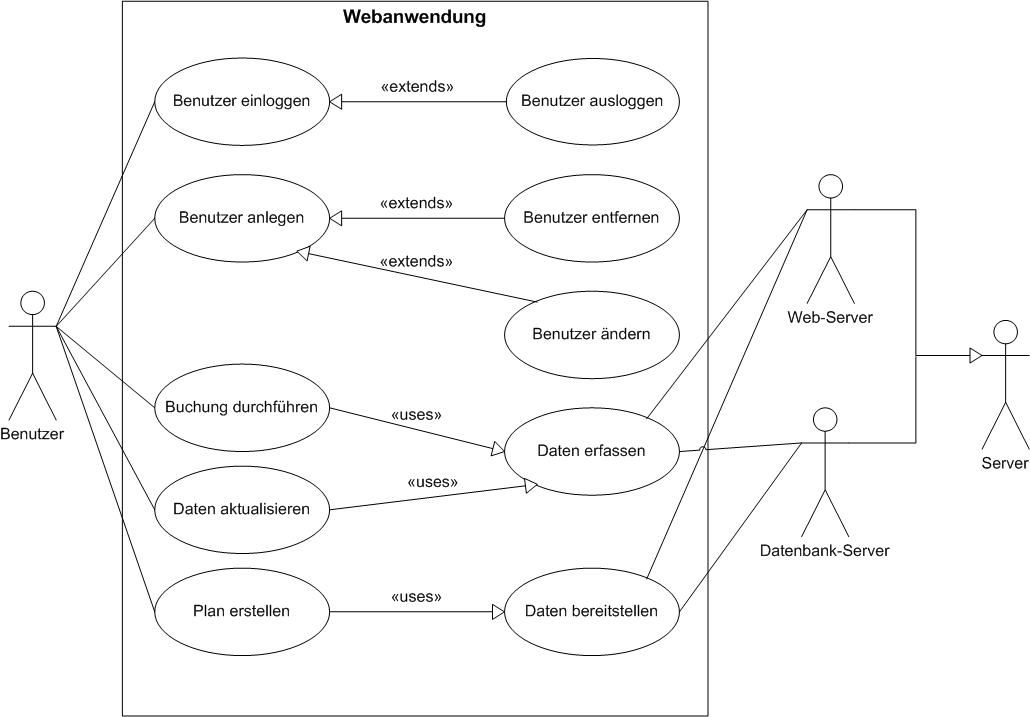 Webanwendung
Benutzer einloggen
«extends»
Benutzer ausloggen
Benutzer anlegen
«extends»
Benutzer entfernen
«extends»
Benutzer ändern
Web-Server
Benutzer
Buchung durchführen
«uses»
Daten erfassen
Server
Daten aktualisieren
«uses»
Datenbank-Server
Plan erstellen
«uses»
Daten bereitstellen